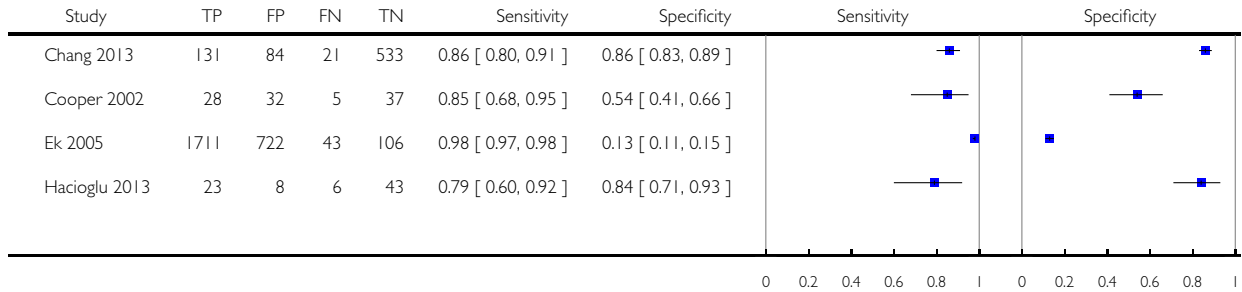 Study TP FP FN TN Sensitivity Specificity Sensitivity Specificity
Chang 2013 131 84 21 533 0.86 [ 0.80, 0.91 ] 0.86 [ 0.83, 0.89 ]
Cooper 2002 28 32 5 37 0.85 [ 0.68, 0.95 ] 0.54 [ 0.41, 0.66 ]
Ek 2005 1711 722 43 106 0.98 [ 0.97, 0.98 ] 0.13 [ 0.11, 0.15 ]
Hacioglu 2013 23 8 6 43 0.79 [ 0.60, 0.92 ] 0.84 [ 0.71, 0.93 ]
0 0.2 0.4 0.6 0.8 1 0 0.2 0.4 0.6 0.8 1